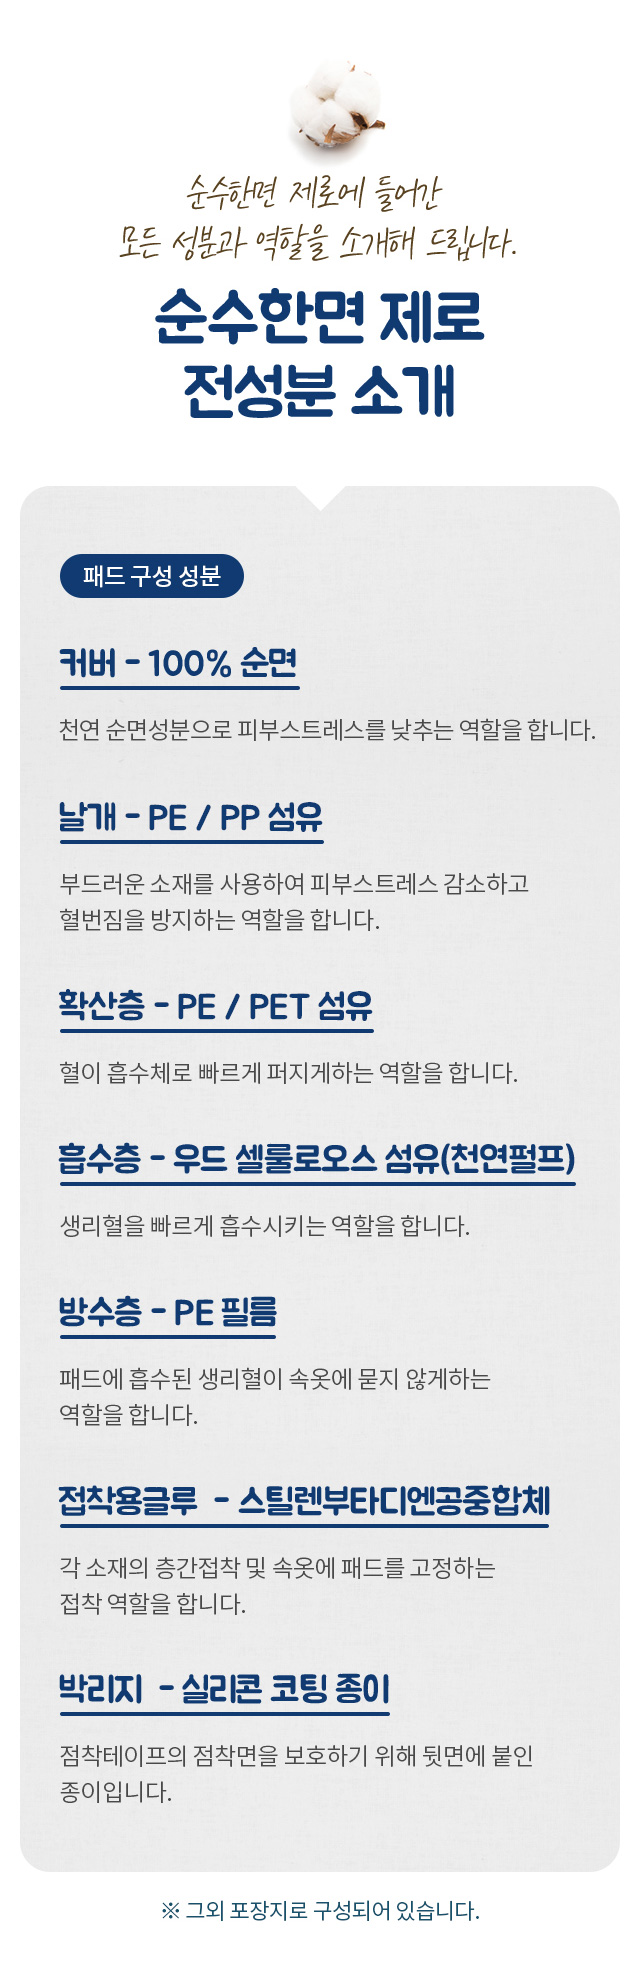 순수한면 제로에 들어간
모든 성분과 역할을 소개해 드립니다.
순수한면 제로
전성분 소개
패드 구성 성분
커버 - 100% 순면
천연 순면성분으로 피부스트레스를 낮추는 역할을 합니다.
날개 - PE / PP 섬유
부드러운 소재를 사용하여 피부스트레스 감소하고
혈번짐을 방지하는 역할을 합니다.
확산층 - PE / PET 섬유
혈이 흡수체로 빠르게 퍼지게하는 역할을 합니다.
흡수층 - 우드 셀룰로오스 섬유(천연펄프)
생리혈을 빠르게 흡수시키는 역할을 합니다.
방수층 - PE 필름
패드에 흡수된 생리혈이 속옷에 묻지 않게하는
역할을 합니다.
접착용글루 - 스틸렌부타디엔공중합체
각 소재의 층간접착 및 속옷에 패드를 고정하는
접착 역할을 합니다.
박리지 - 실리콘 코팅 종이
점착테이프의 점착면을 보호하기 위해 뒷면에 붙인
종이입니다.
※ 그외 포장지로 구성되어 있습니다.